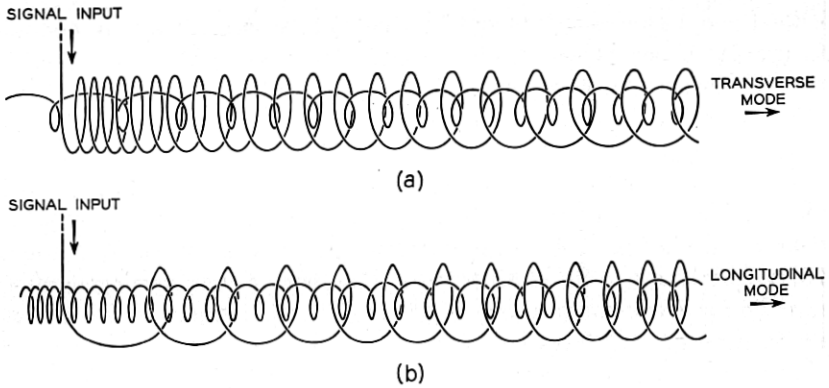 SIGNAL INPUT
TRANSVERSE
MODE
(a)
SIGNAL INPUT
LONGITUDINAL
MODE
(b)